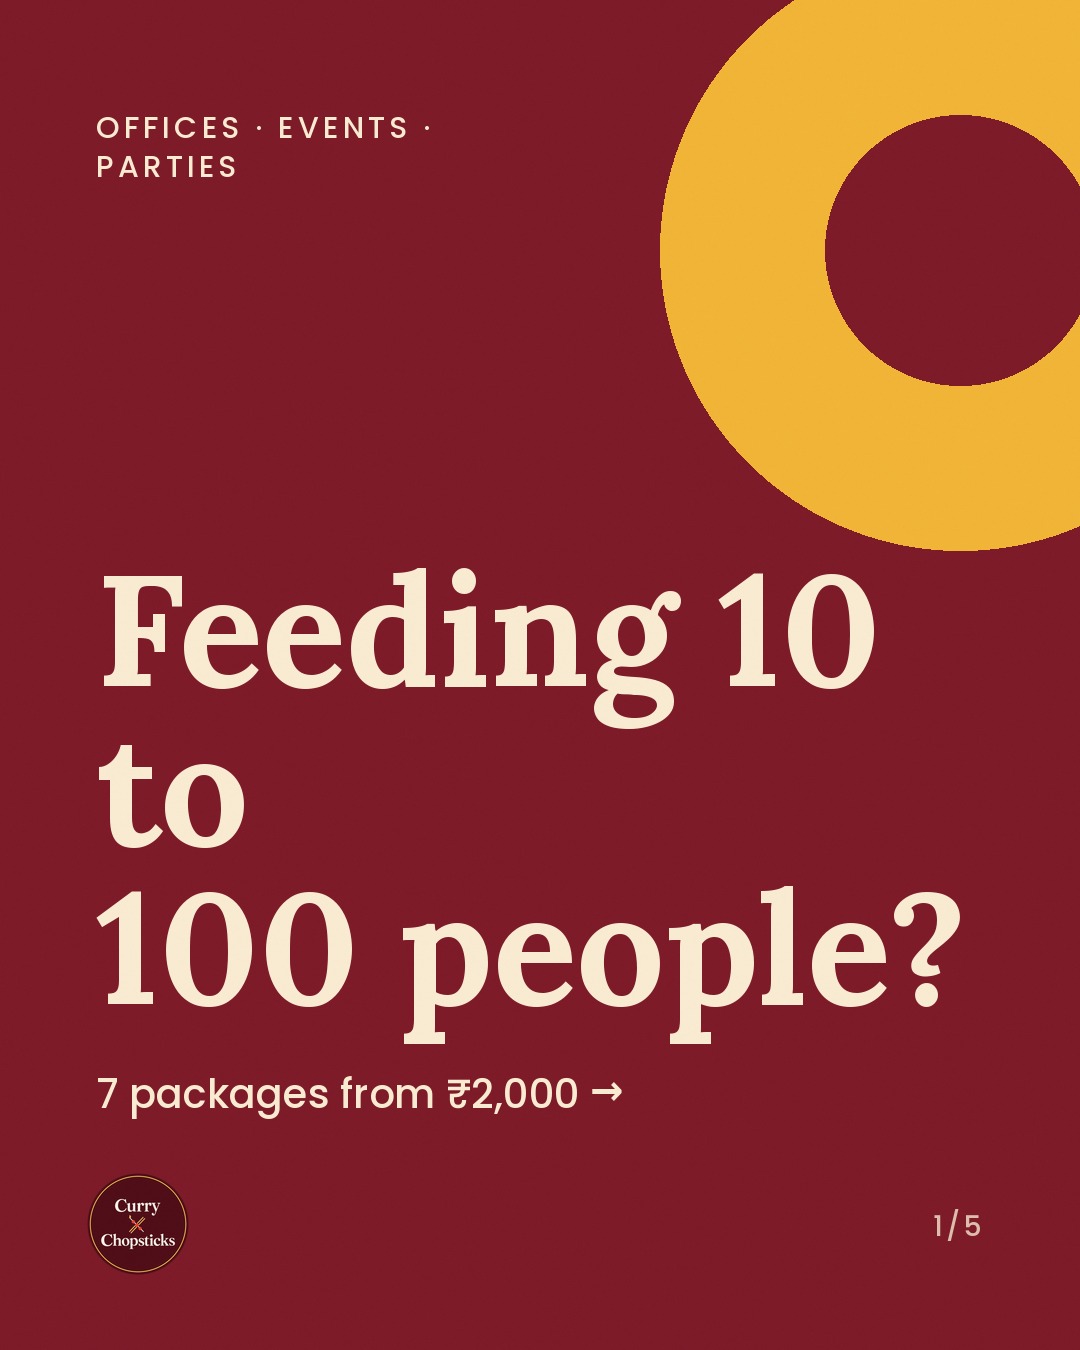 OFFICES · EVENTS ·
PARTIES
Feeding 10
to
100 people?
7 packages from ₹2,000 →
Curry
Chopsticks
1/5